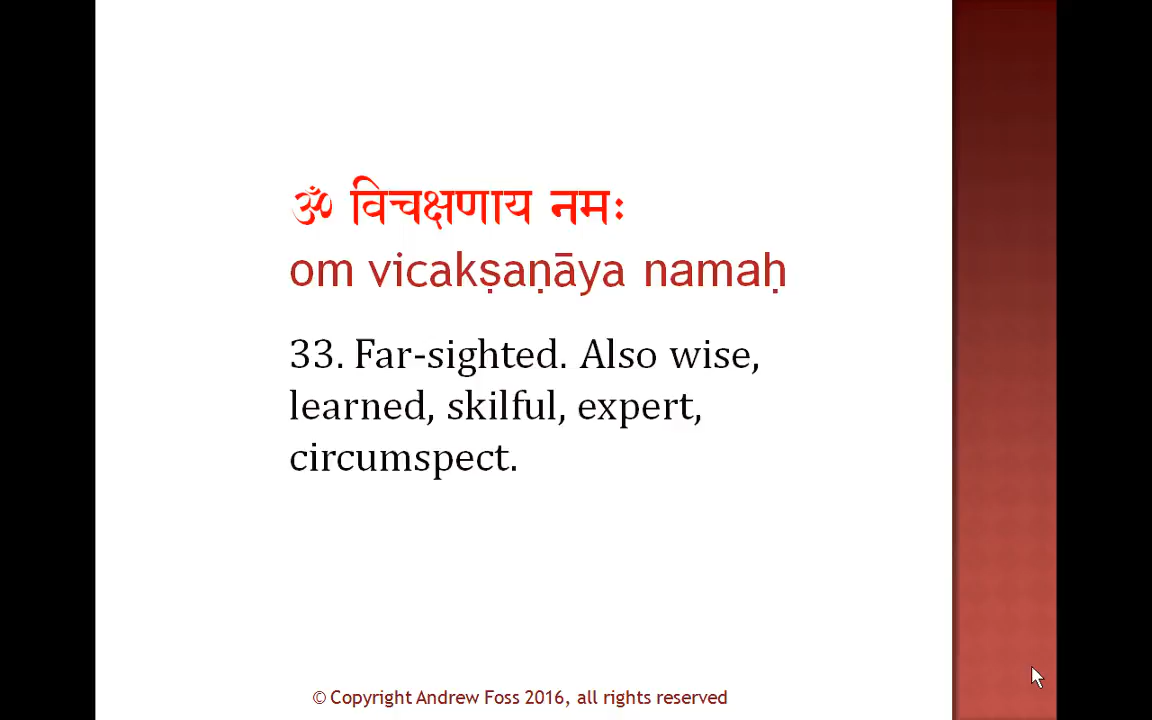 ॐ विचक्षणाय नमः
om vicakṣaṇāya namaḥ
33. Far-sighted. Also wise,
learned, skilful, expert,
circumspect.
© Copyright Andrew Foss 2016, all rights reserved